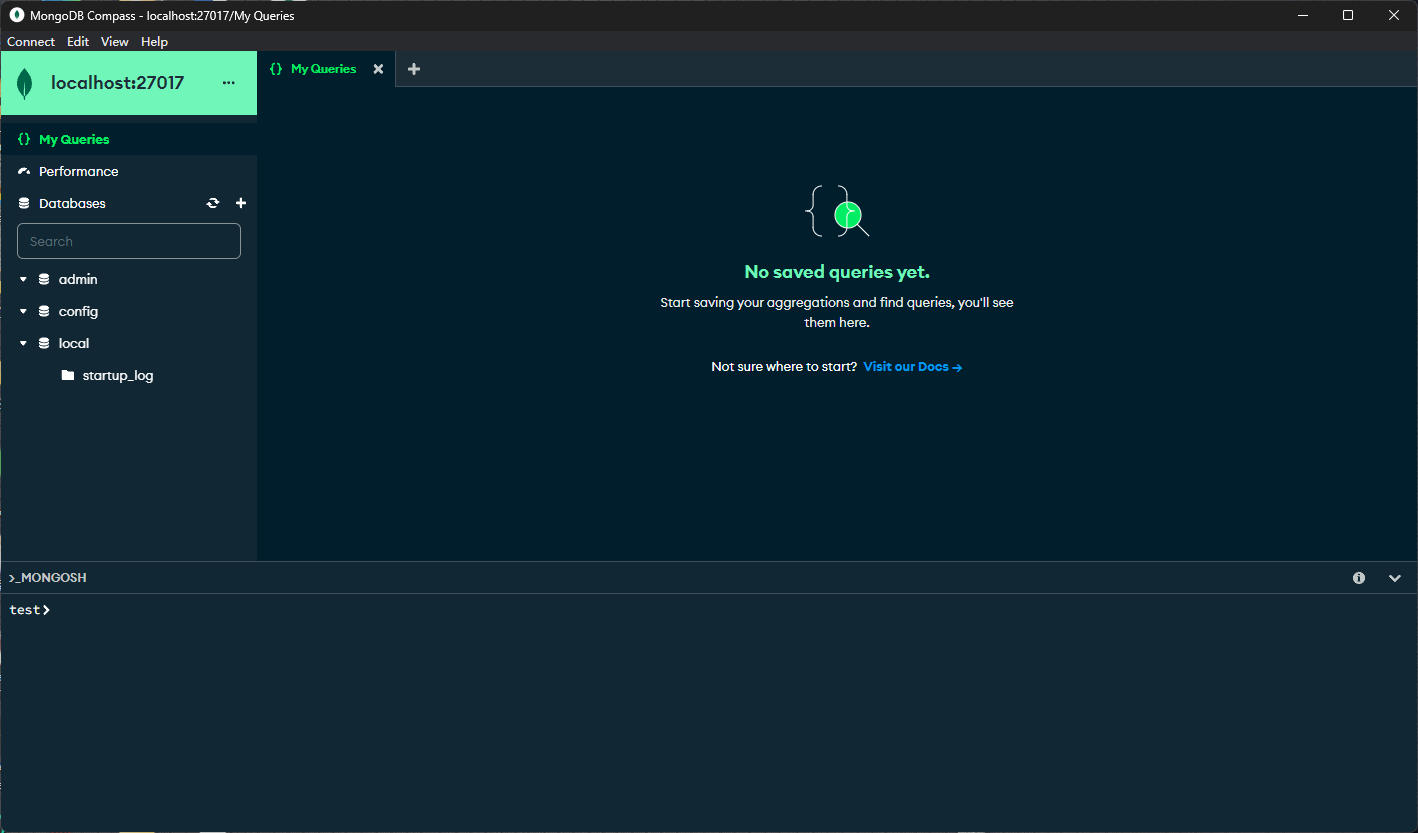 MongoDB Compass - localhost:27017/My Queries
Connect Edit View Help
localhost:27017 ...
{} My Queries
Performance
Databases
Search
admin
config
local
startup_log
{} My Queries
No saved queries yet.
Start saving your aggregations and find queries, you'll see
them here.
Not sure where to start? Visit our Docs →
>_MONGOSH
test>